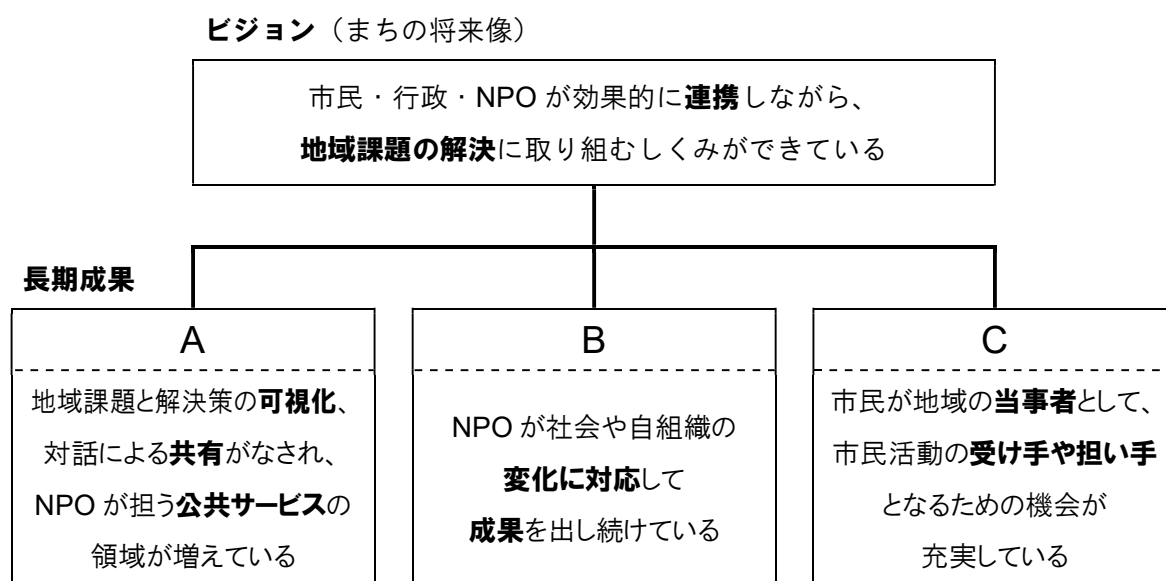 ビジョン（まちの将来像）
市民・行政・NPO が効果的に連携しながら、
地域課題の解決に取り組むしくみができている
長期成果
A
地域課題と解決策の可視化、
対話による共有がなされ、
NPO が担う公共サービスの
領域が増えている
B
NPO が社会や自組織の
変化に対応して
成果を出し続けている
C
市民が地域の当事者として、
市民活動の受け手や担い手
となるための機会が
充実している